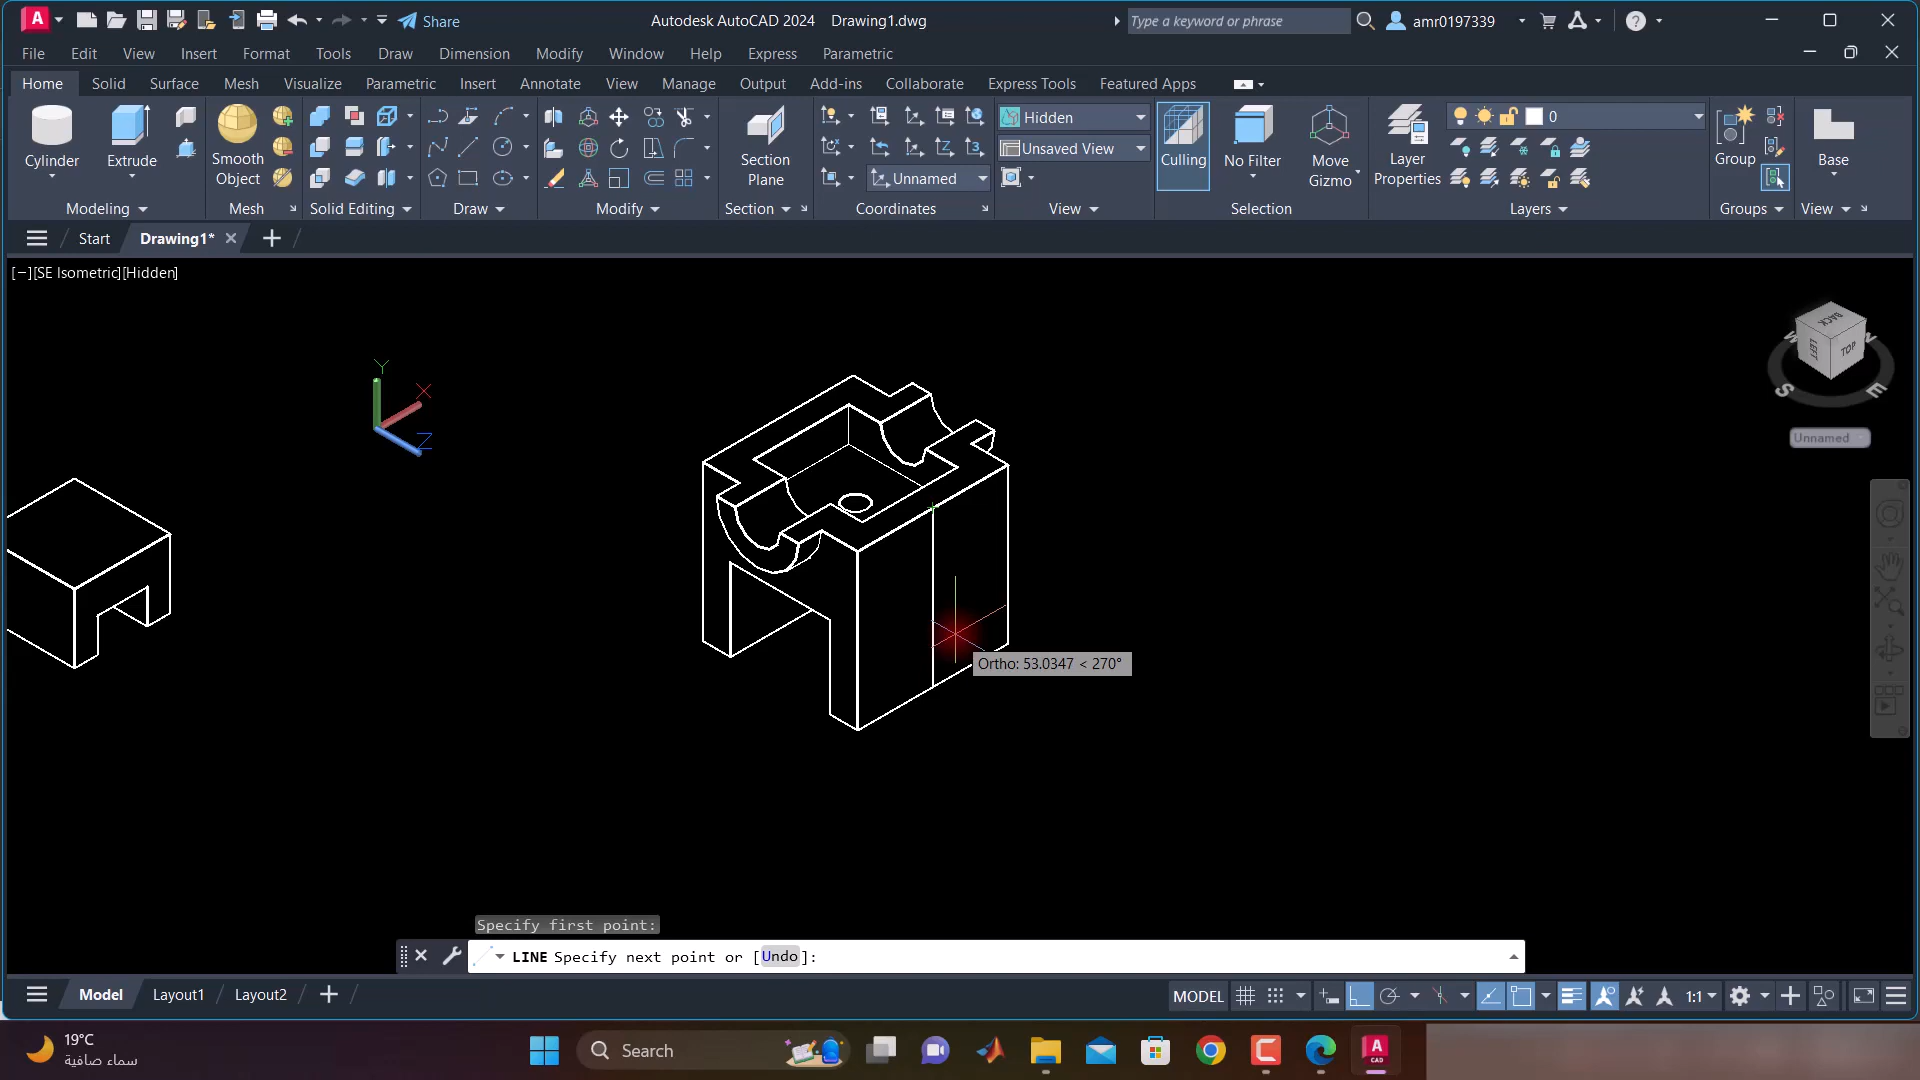 A Share Autodesk AutoCAD 2024 Drawing1.dwg Type a keyword or phrase amr0197339
File Edit View Insert Format Tools Draw Dimension Modify Window Help Express Parametric
Home Solid Surface Mesh Visualize Parametric Insert Annotate View Manage Output Add-ins Collaborate Express Tools Featured Apps
Cylinder Extrude Smooth Object Section Plane Hidden Unsaved View Unnamed Culling No Filter Move Gizmo Layer Properties 0 Group Base
Modeling Mesh Solid Editing Draw Modify Section Coordinates View Selection Layers Groups View
Start Drawing1*
[−][SE Isometric][Hidden]
BACK
LEFT TOP
W N
S E
Unnamed
Y
X
Z
Ortho: 53.0347 < 270°
Specify first point:
LINE Specify next point or [Undo]:
Model Layout1 Layout2 MODEL 1:1
19°C
سماء صافية
Search
A
CAD